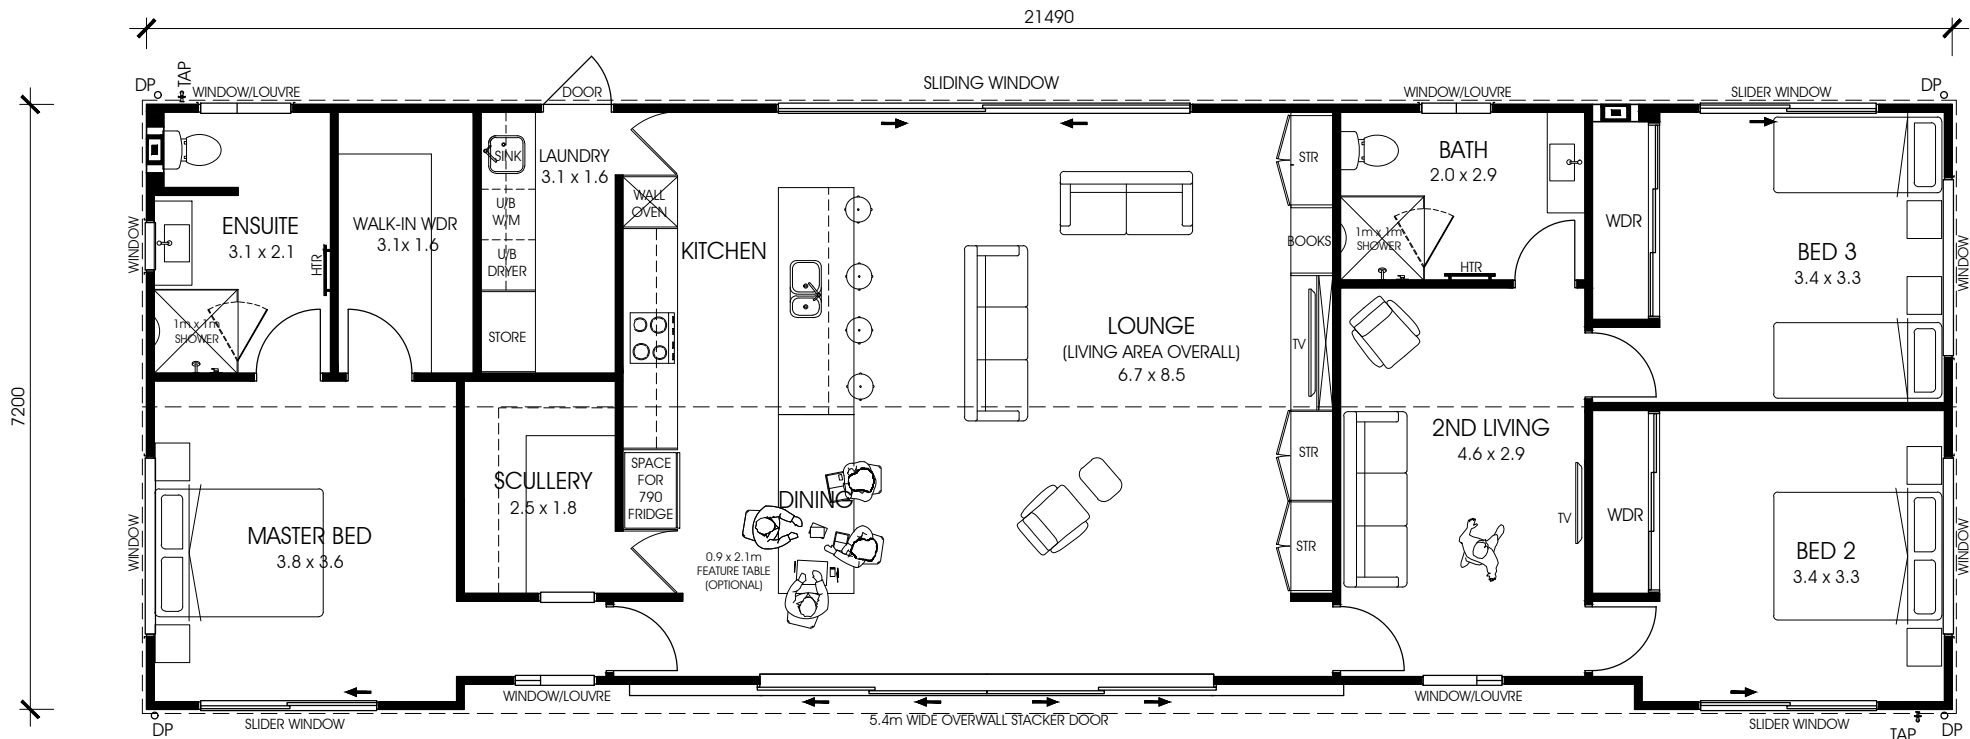 21490
7200
DP
TAP
WINDOW/LOUVRE
DOOR
SLIDING WINDOW
WINDOW/LOUVRE
SLIDER WINDOW
DP
SINK
LAUNDRY
3.1 x 1.6
U/B
W/M
U/B
DRYER
STORE
WALL
OVEN
STR
BATH
2.0 x 2.9
1m x 1m
SHOWER
HTR
WDR
BED 3
3.4 x 3.3
WINDOW
WINDOW
ENSUITE
3.1 x 2.1
HTR
1m x 1m
SHOWER
WALK-IN WDR
3.1x 1.6
KITCHEN
BOOKS
LOUNGE
(LIVING AREA OVERALL)
6.7 x 8.5
TV
2ND LIVING
4.6 x 2.9
TV
STR
STR
SCULLERY
2.5 x 1.8
SPACE
FOR
790
FRIDGE
DINING
0.9 x 2.1m
FEATURE TABLE
(OPTIONAL)
WINDOW
MASTER BED
3.8 x 3.6
WDR
BED 2
3.4 x 3.3
WINDOW
DP
SLIDER WINDOW
WINDOW/LOUVRE
5.4m WIDE OVERWALL STACKER DOOR
WINDOW/LOUVRE
SLIDER WINDOW
TAP
DP